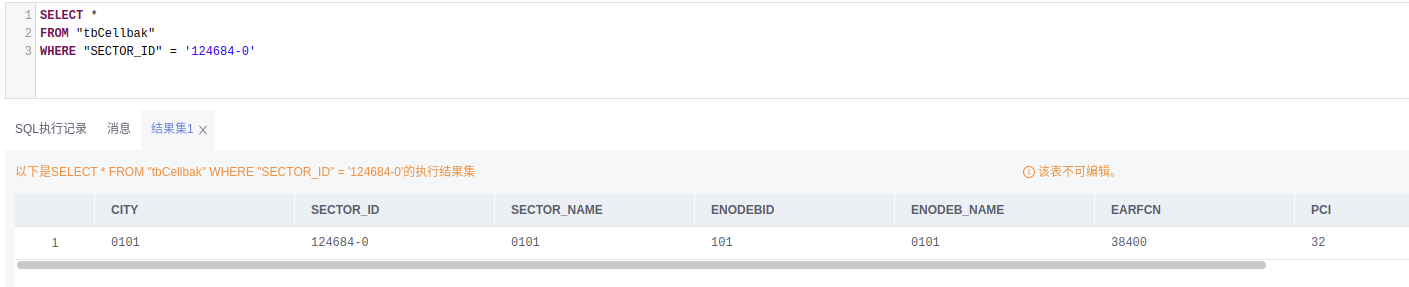 1 SELECT *
2 FROM "tbCellbak"
3 WHERE "SECTOR_ID" = '124684-0'
SQL执行记录 消息 结果集1 X
以下是SELECT * FROM "tbCellbak" WHERE "SECTOR_ID" = '124684-0'的执行结果集 该表不可编辑。
CITY SECTOR_ID SECTOR_NAME ENODEBID ENODEB_NAME EARFCN PCI
1 0101 124684-0 0101 101 0101 38400 32